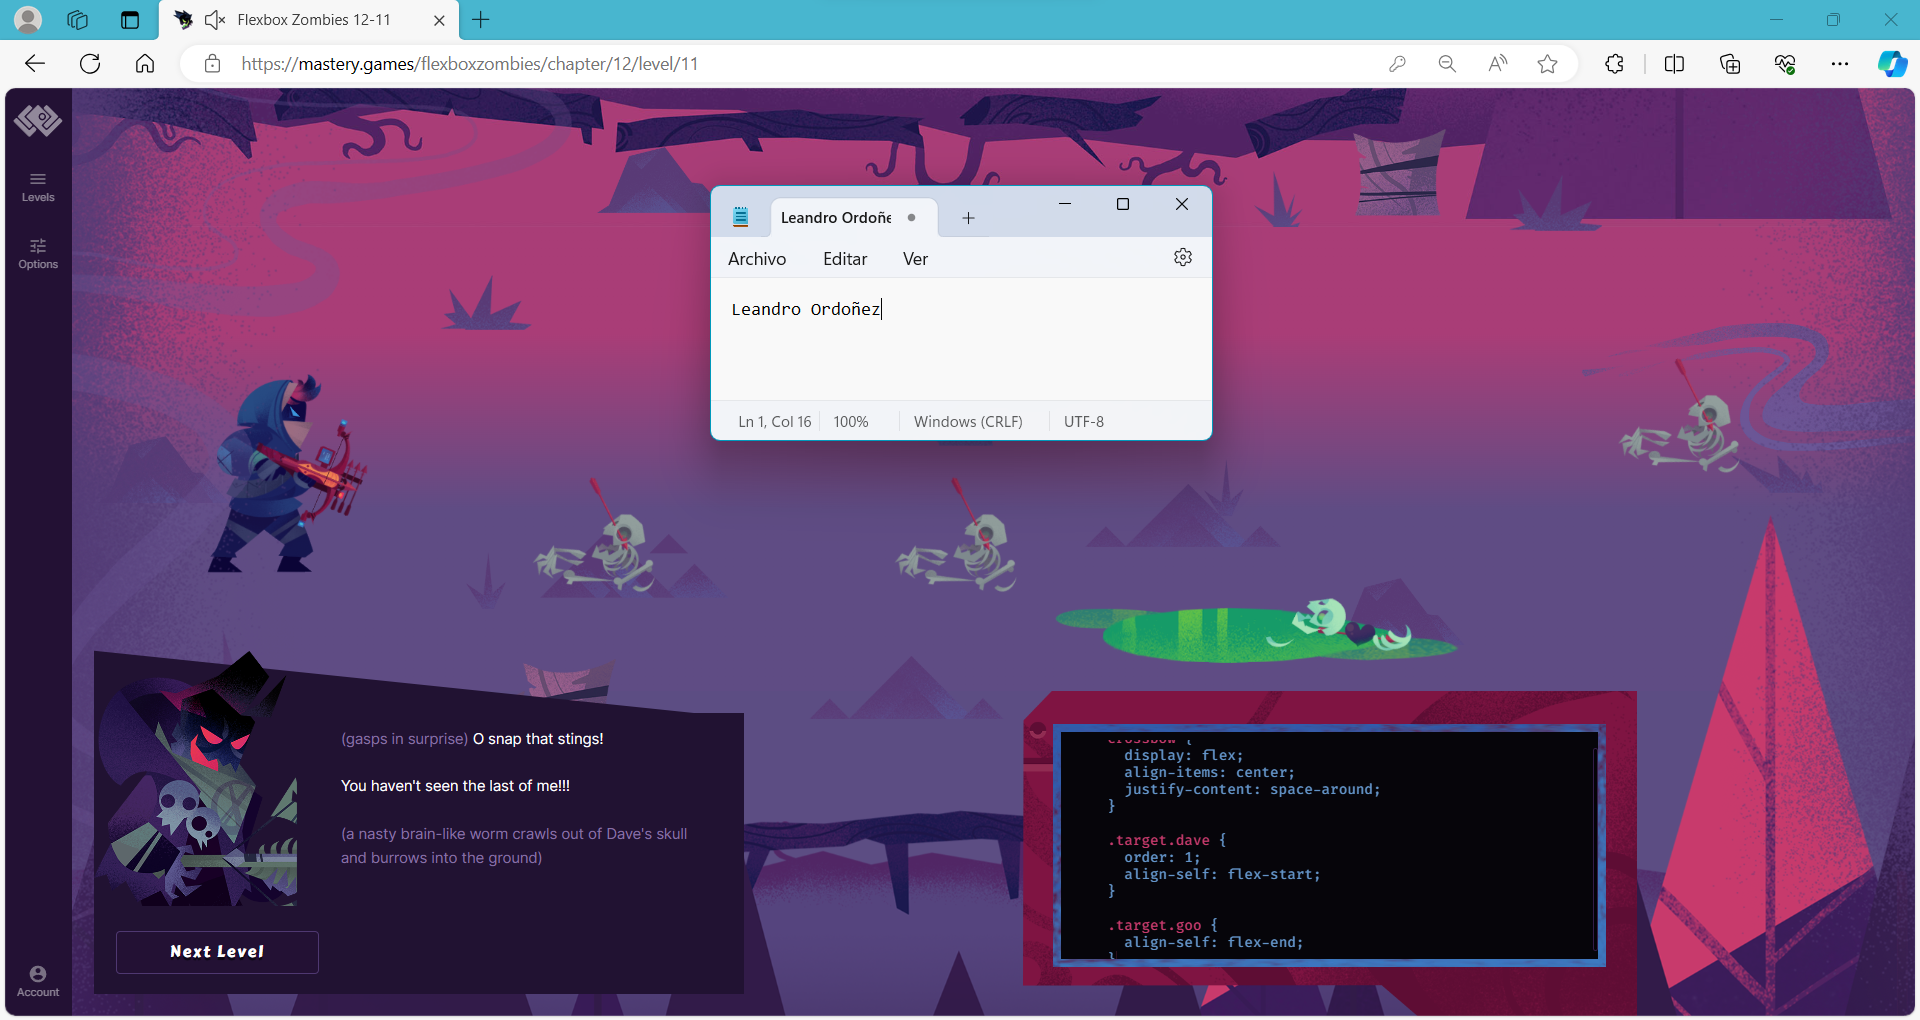 Flexbox Zombies 12-11
https://mastery.games/flexboxzombies/chapter/12/level/11
Levels
Options
Leandro Ordoñe
Archivo Editar Ver
Leandro Ordoñez
Ln 1, Col 16 100% Windows (CRLF) UTF-8
(gasps in surprise) O snap that stings!
You haven't seen the last of me!!!
(a nasty brain-like worm crawls out of Dave's skull
and burrows into the ground)
Next Level
Account
crossbow {
display: flex;
align-items: center;
justify-content: space-around;
}
.target.dave {
order: 1;
align-self: flex-start;
}
.target.goo {
align-self: flex-end;
}